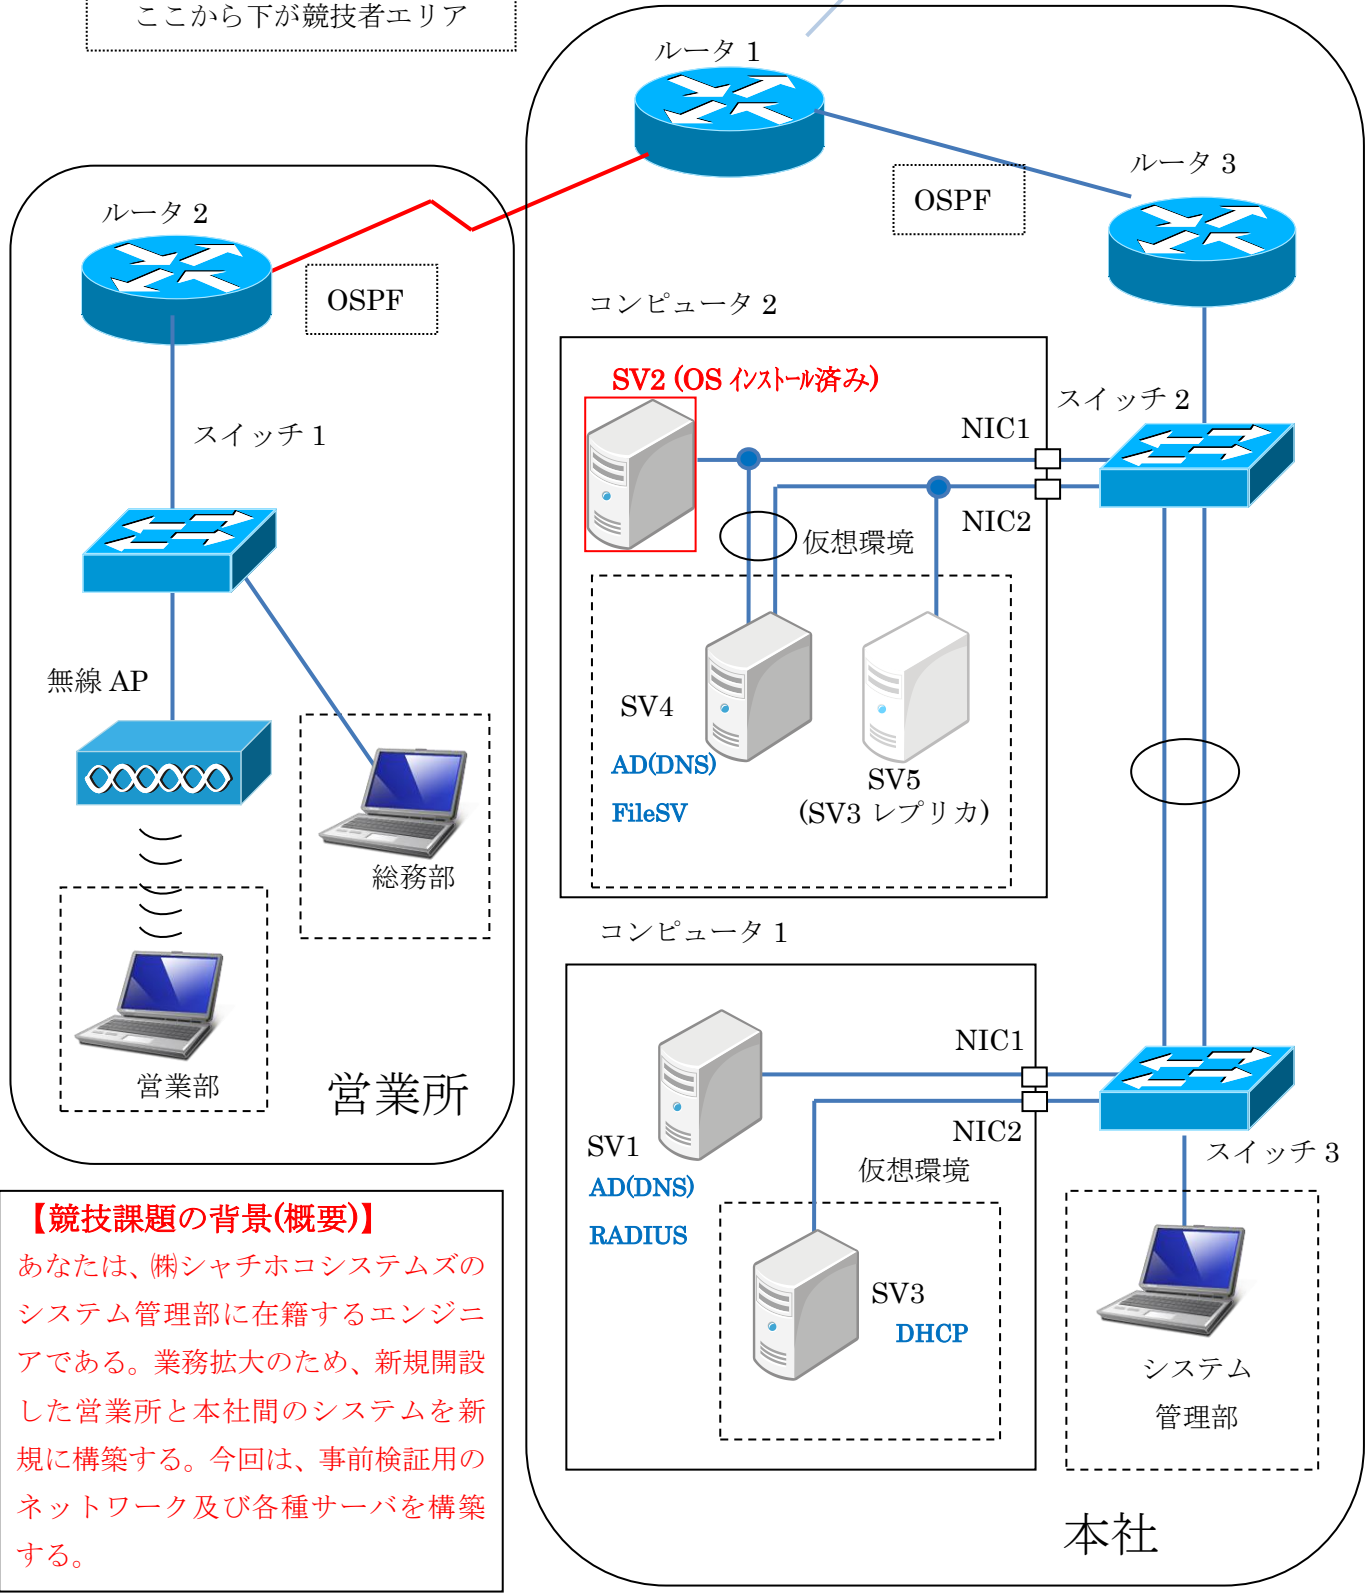 ここから下が競技者エリア
ルータ 1
ルータ 3
OSPF
ルータ 2
OSPF
コンピュータ 2
SV2 (OS ｲﾝｽﾄｰﾙ済み)
スイッチ 2
NIC1
スイッチ 1
NIC2
仮想環境
無線 AP
SV4
AD(DNS)
FileSV
SV5
(SV3 レプリカ)
総務部
コンピュータ 1
NIC1
営業部
営業所
NIC2
SV1
仮想環境
スイッチ 3
AD(DNS)
RADIUS
SV3
DHCP
システム
管理部
本社
【競技課題の背景(概要)】
あなたは、㈱シャチホコシステムズの
システム管理部に在籍するエンジニ
アである。業務拡大のため、新規開設
した営業所と本社間のシステムを新
規に構築する。今回は、事前検証用の
ネットワーク及び各種サーバを構築
する。